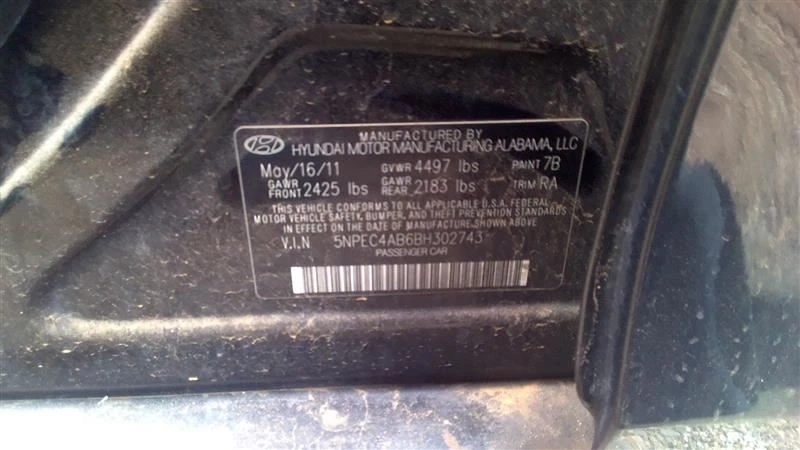 MANUFACTURED BY
HYUNDAI MOTOR MANUFACTURING ALABAMA, LLC
May/16/11 GVWR 4497 lbs PAINT 7B
GAWR FRONT 2425 lbs GAWR REAR 2183 lbs TRIM RA
THIS VEHICLE CONFORMS TO ALL APPLICABLE U.S.A. FEDERAL
MOTOR VEHICLE SAFETY, BUMPER, AND THEFT PREVENTION STANDARDS
IN EFFECT ON THE DATE OF MANUFACTURE SHOWN ABOVE
V.I.N 5NPEC4AB6BH302743
PASSENGER CAR